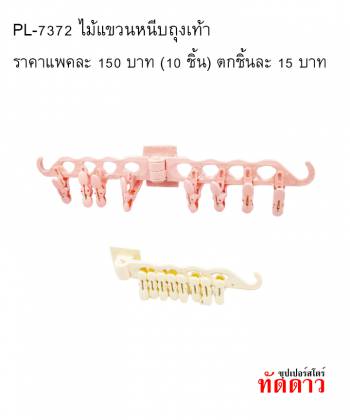 PL-7372 ไม้แขวนหนีบถุงเท้า
ราคาแพคละ 150 บาท (10 ชิ้น) ตกชิ้นละ 15 บาท
ซุปเปอร์สโตร์
ทัดดาว